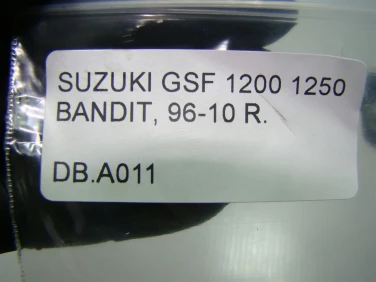 SUZUKI GSF 1200 1250
BANDIT, 96-10 R.
DB.A011